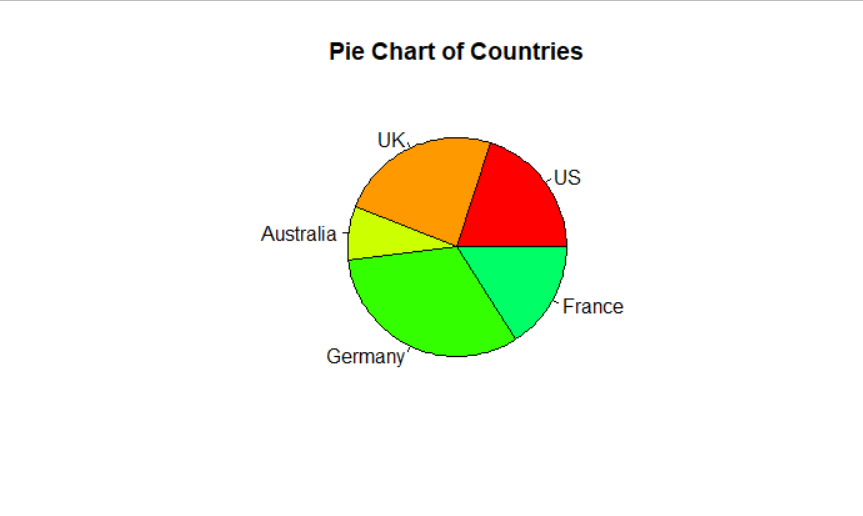 Pie Chart of Countries
UK
US
Australia
France
Germany